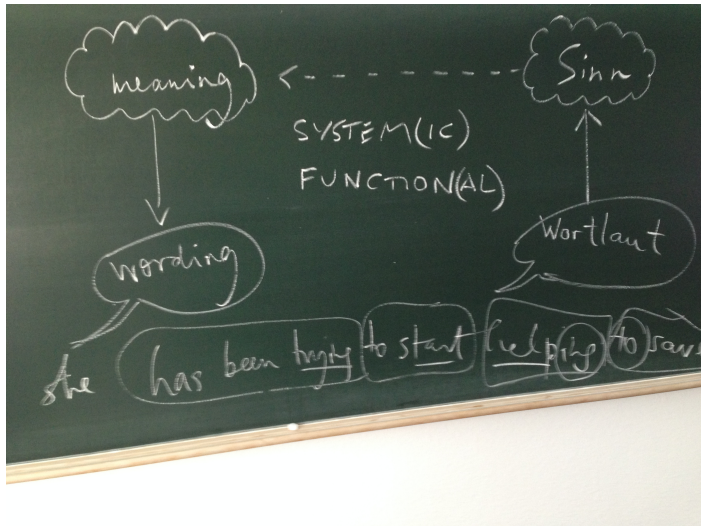 meaning
Sinn
SYSTEM(IC)
FUNCTION(AL)
wording
Wortlaut
she has been trying to start helping to